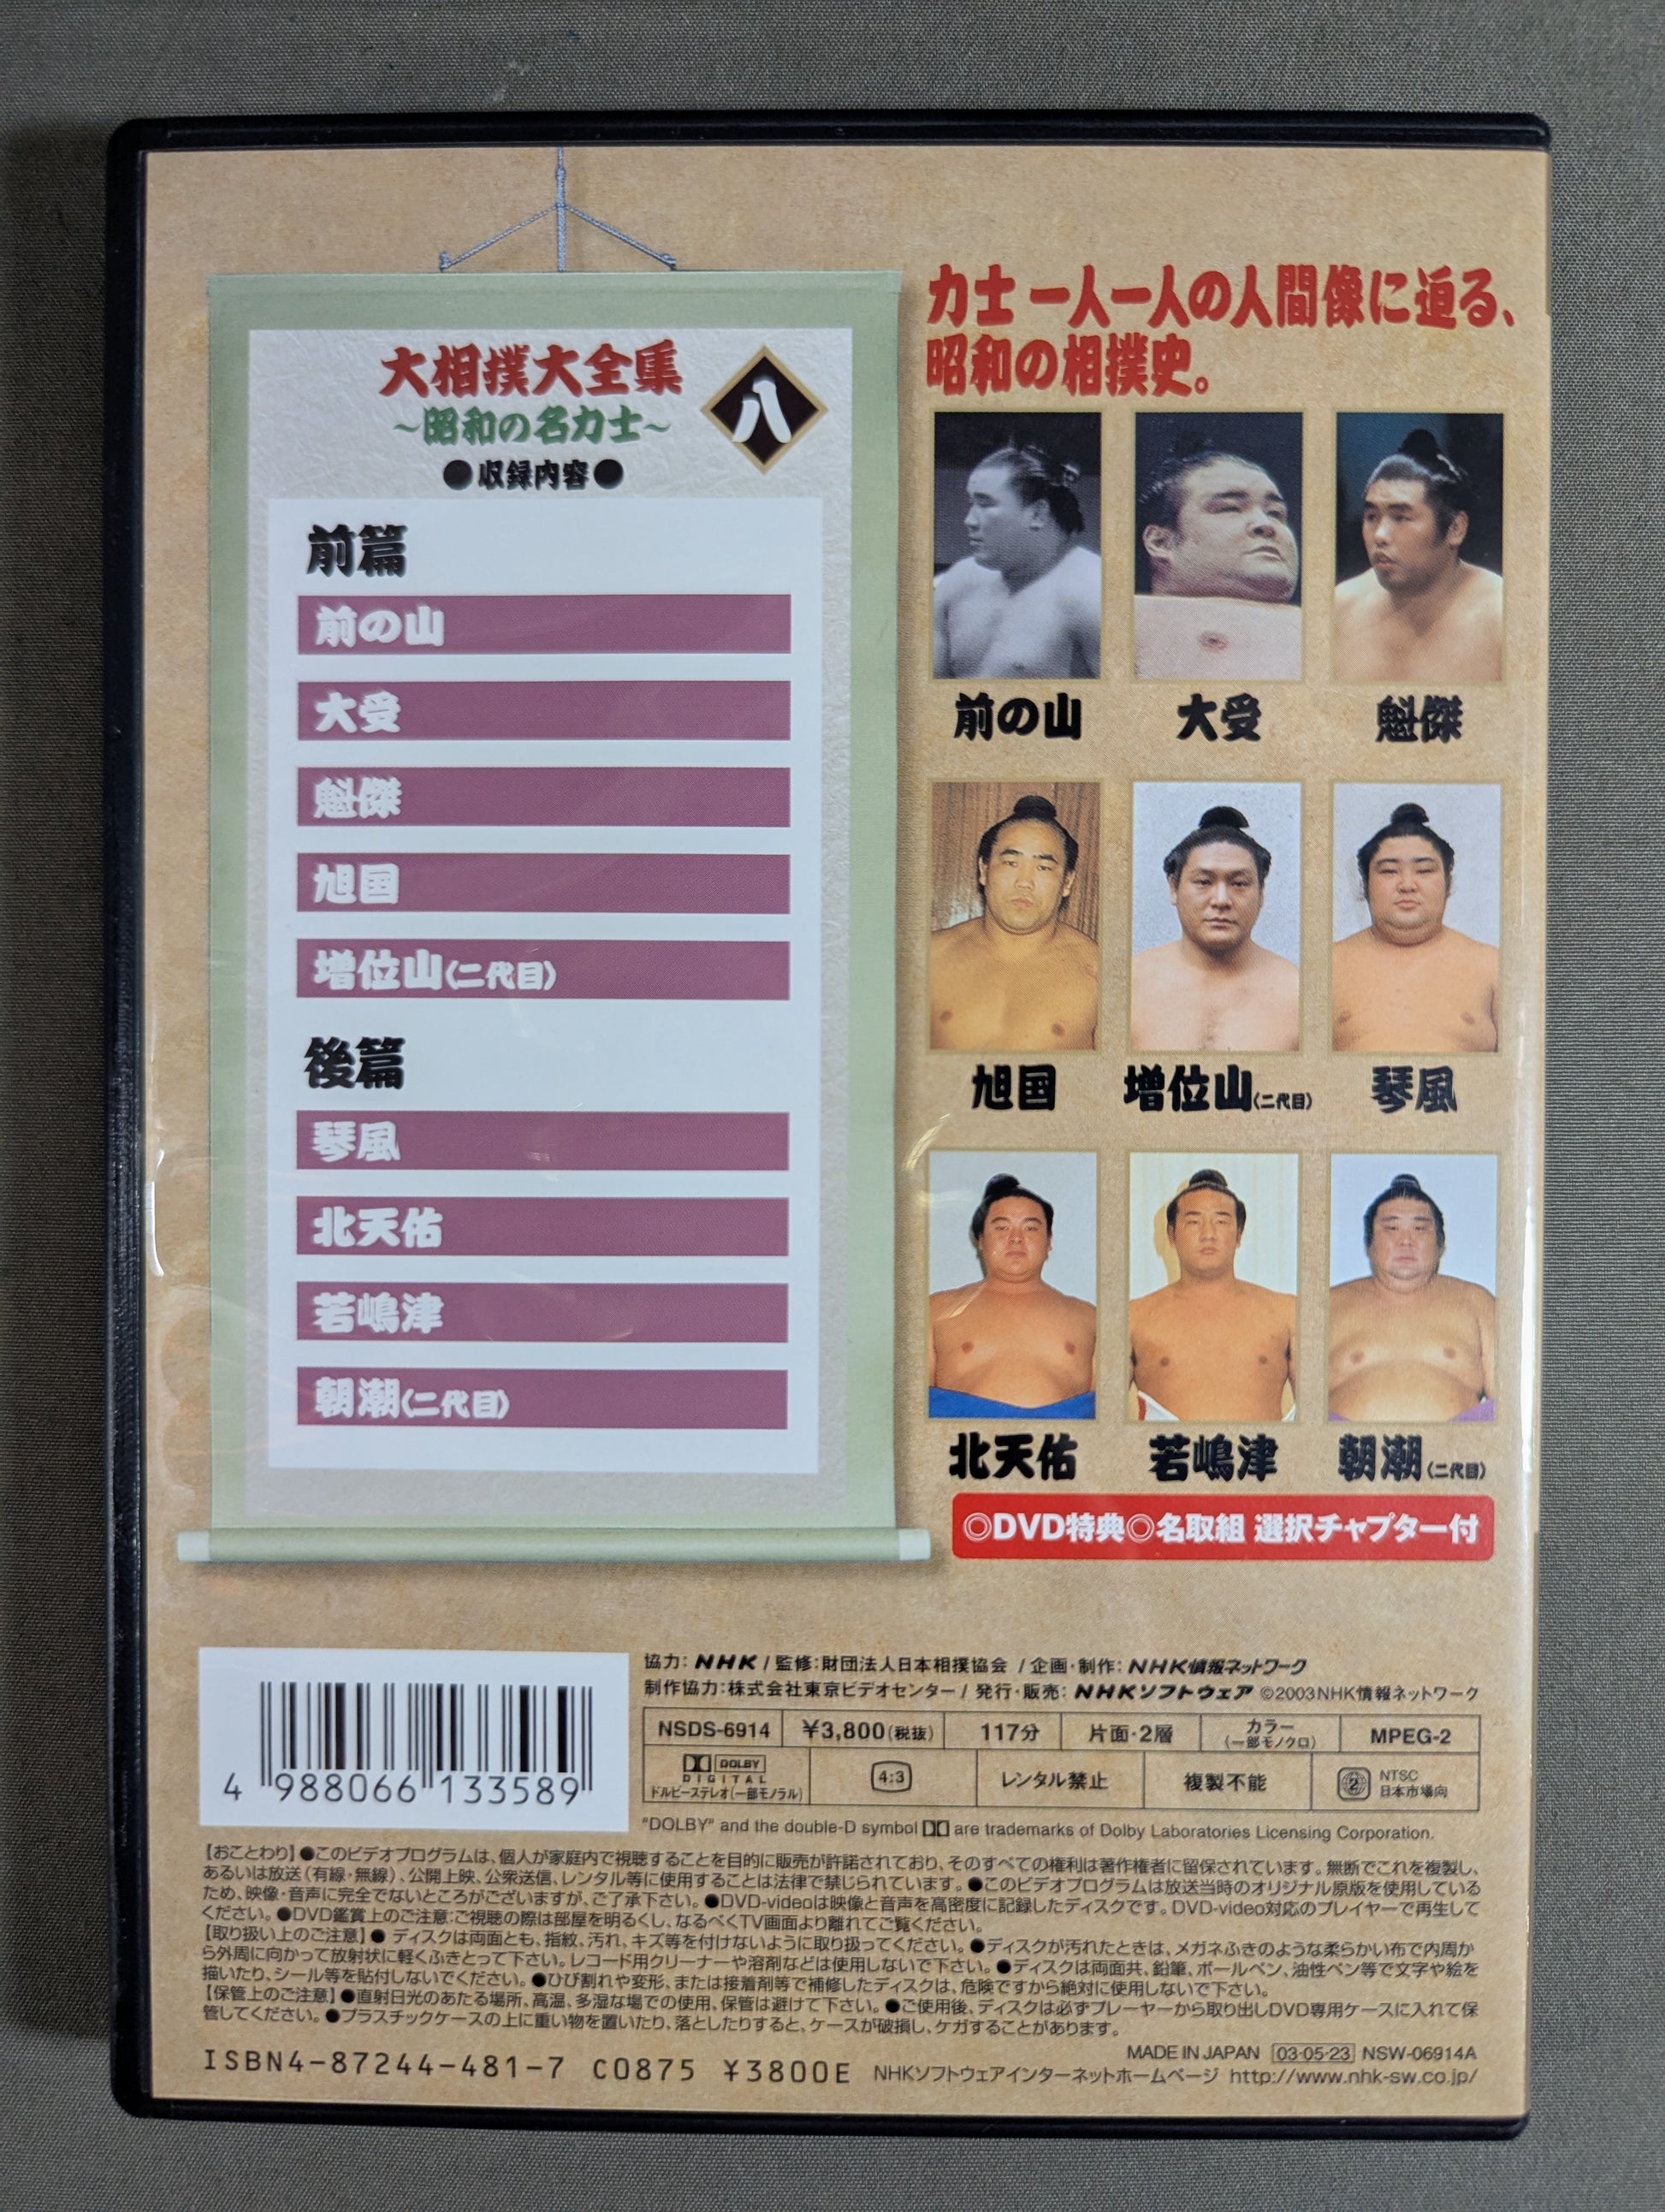 大相撲大全集
八
～昭和の名力士～
●収録内容●
前篇
前の山
大受
魁傑
旭国
増位山〈二代目〉
後篇
琴風
北天佑
若嶋津
朝潮〈二代目〉
力士一人一人の人間像に迫る、
昭和の相撲史。
前の山 大受 魁傑
旭国 増位山〈二代目〉 琴風
北天佑 若嶋津 朝潮〈二代目〉
◎DVD特典◎名取組 選択チャプター付
4 988066 133589
協力：NHK / 監修：財団法人日本相撲協会 / 企画・制作：NHK情報ネットワーク
制作協力：株式会社東京ビデオセンター / 発行・販売：NHKソフトウェア ©2003NHK情報ネットワーク
NSDS-6914 ¥3,800(税抜) 117分 片面・2層 カラー(一部モノクロ) MPEG-2
DOLBY DIGITAL ドルビーステレオ(一部モノラル) 4:3 レンタル禁止 複製不能 2 NTSC 日本市場向
"DOLBY" and the double-D symbol are trademarks of Dolby Laboratories Licensing Corporation.
【おことわり】●このビデオプログラムは、個人が家庭内で視聴することを目的に販売が許諾されており、そのすべての権利は著作権者に留保されています。無断でこれを複製し、
あるいは放送（有線・無線）、公開上映、公衆送信、レンタル等に使用することは法律で禁じられています。●このビデオプログラムは放送当時のオリジナル原版を使用している
ため、映像・音声に完全でないところがございますが、ご了承下さい。●DVD-videoは映像と音声を高密度に記録したディスクです。DVD-video対応のプレイヤーで再生して
ください。●DVD鑑賞上のご注意：ご視聴の際は部屋を明るくし、なるべくTV画面より離れてご覧ください。
【取り扱い上のご注意】●ディスクは両面とも、指紋、汚れ、キズ等を付けないように取り扱ってください。●ディスクが汚れたときは、メガネふきのような柔らかい布で内周か
ら外周に向かって放射状に軽くふきとって下さい。レコード用クリーナーや溶剤などは使用しないで下さい。●ディスクは両面共、鉛筆、ボールペン、油性ペン等で文字や絵を
描いたり、シール等を貼付しないでください。●ひび割れや変形、または接着剤等で補修したディスクは、危険ですから絶対に使用しないで下さい。
【保管上のご注意】●直射日光のあたる場所、高温、多湿な場での使用、保管は避けて下さい。●ご使用後、ディスクは必ずプレーヤーから取り出しDVD専用ケースに入れて保
管してください。●プラスチックケースの上に重い物を置いたり、落としたりすると、ケースが破損し、ケガすることがあります。
MADE IN JAPAN 03-05-23 NSW-06914A
ISBN4-87244-481-7 C0875 ¥3800E NHKソフトウェアインターネットホームページ http://www.nhk-sw.co.jp/